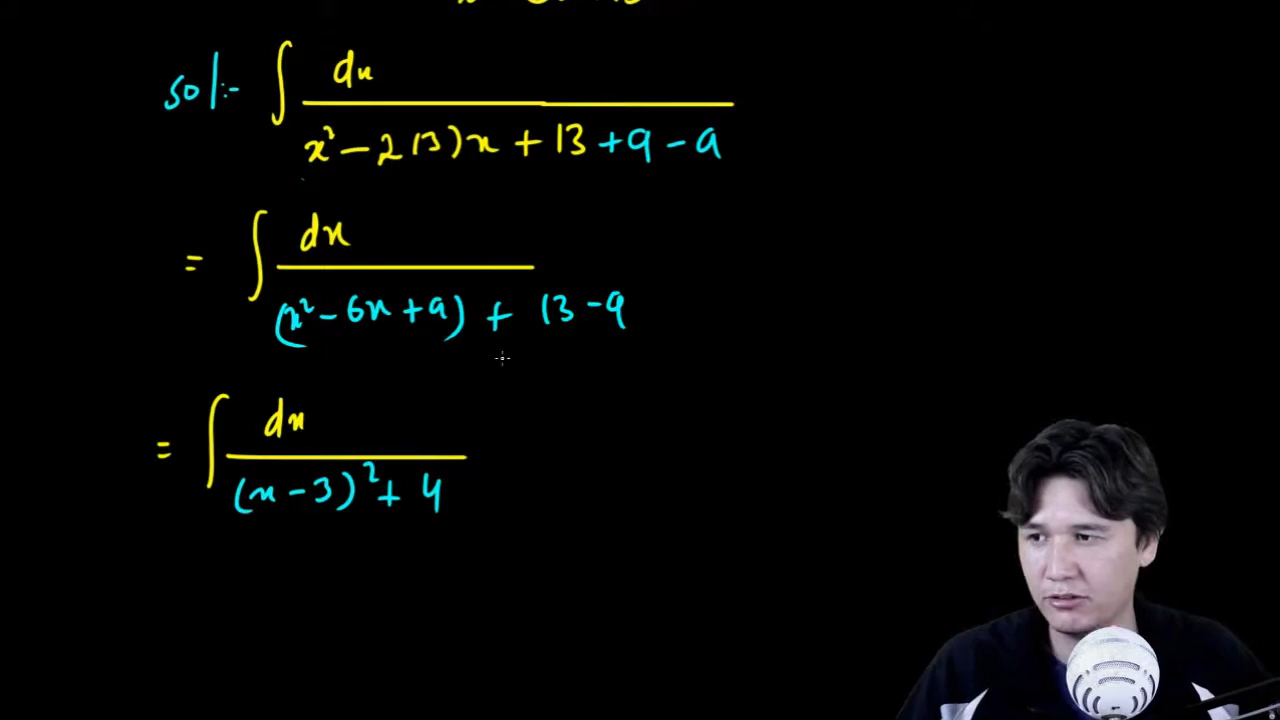 sol:- ∫ dx / x² - 2(3)x + 13 + 9 - 9
= ∫ dx / (x² - 6x + 9) + 13 - 9
= ∫ dx / (x - 3)² + 4